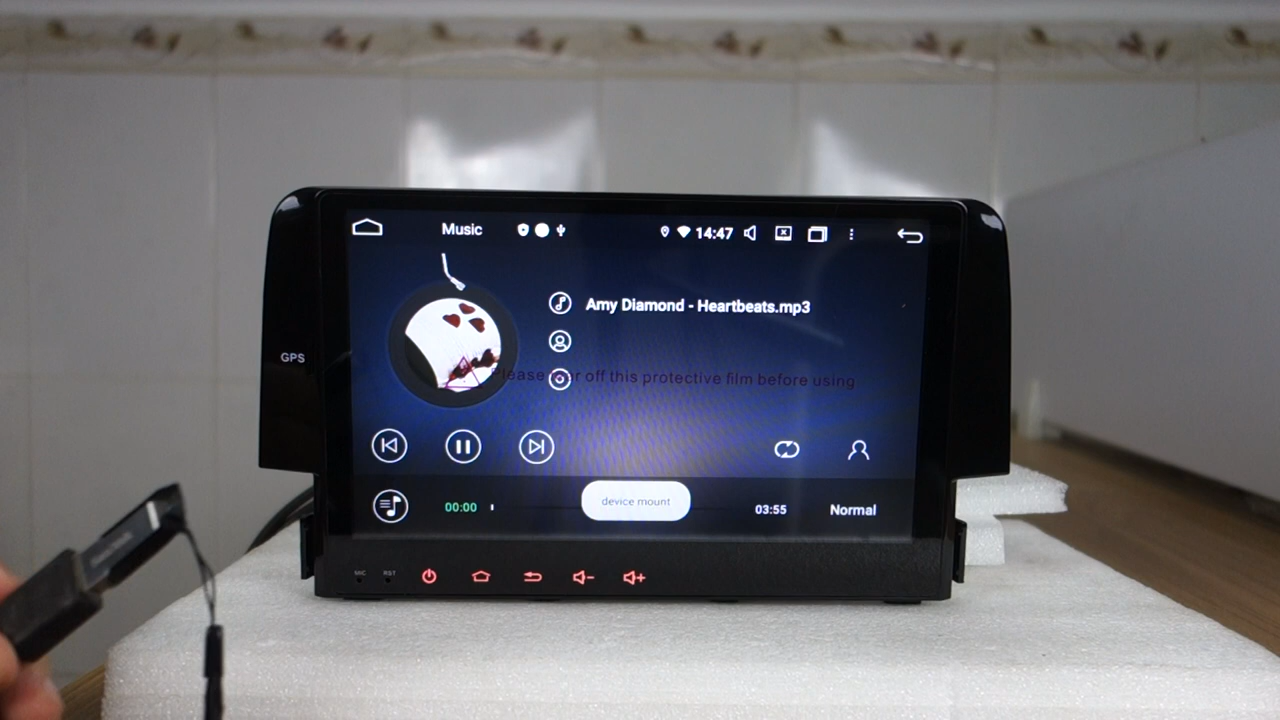 Music
14:47
Amy Diamond - Heartbeats.mp3
GPS
Please off this protective film before using
device mount
00:00
03:55
Normal
MIC
RST